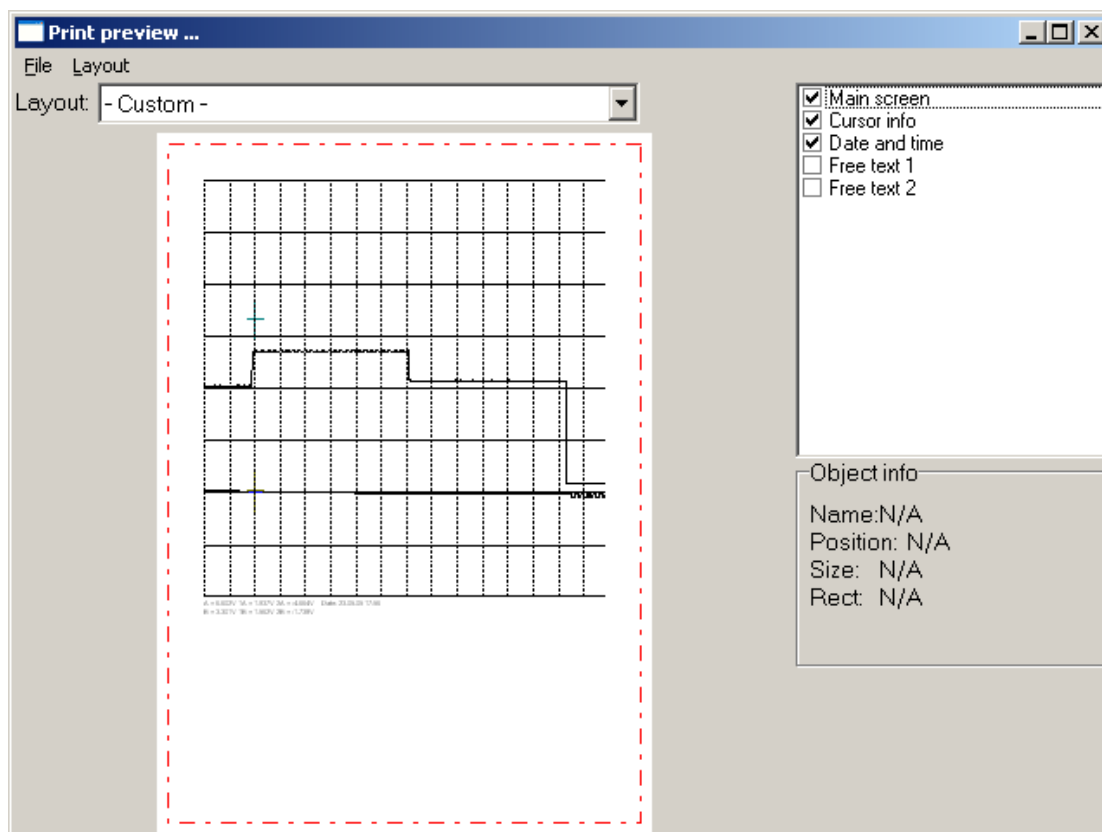 Print preview ...
File Layout
Layout: - Custom -
Main screen
Cursor info
Date and time
Free text 1
Free text 2
Object info
Name:N/A
Position: N/A
Size: N/A
Rect: N/A